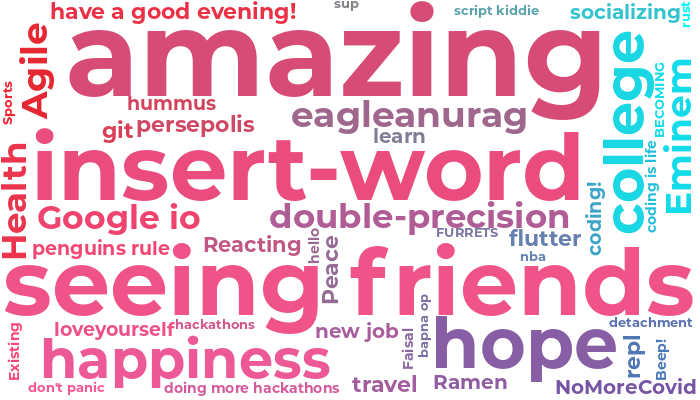 have a good evening!
sup
script kiddie
socializing
rust
amazing
Agile
Sports
hummus
git
persepolis
eagleanurag
learn
college
BECOMING
Eminem
coding is life
insert-word
Health
Google io
double-precision
coding!
FURRETS
flutter
nba
penguins rule
Reacting
hello
Peace
seeing friends
loveyourself
hackathons
new job
Faisal
bapna op
hope
detachment
repl
Beep!
Existing
happiness
don't panic
doing more hackathons
travel
Ramen
NoMoreCovid